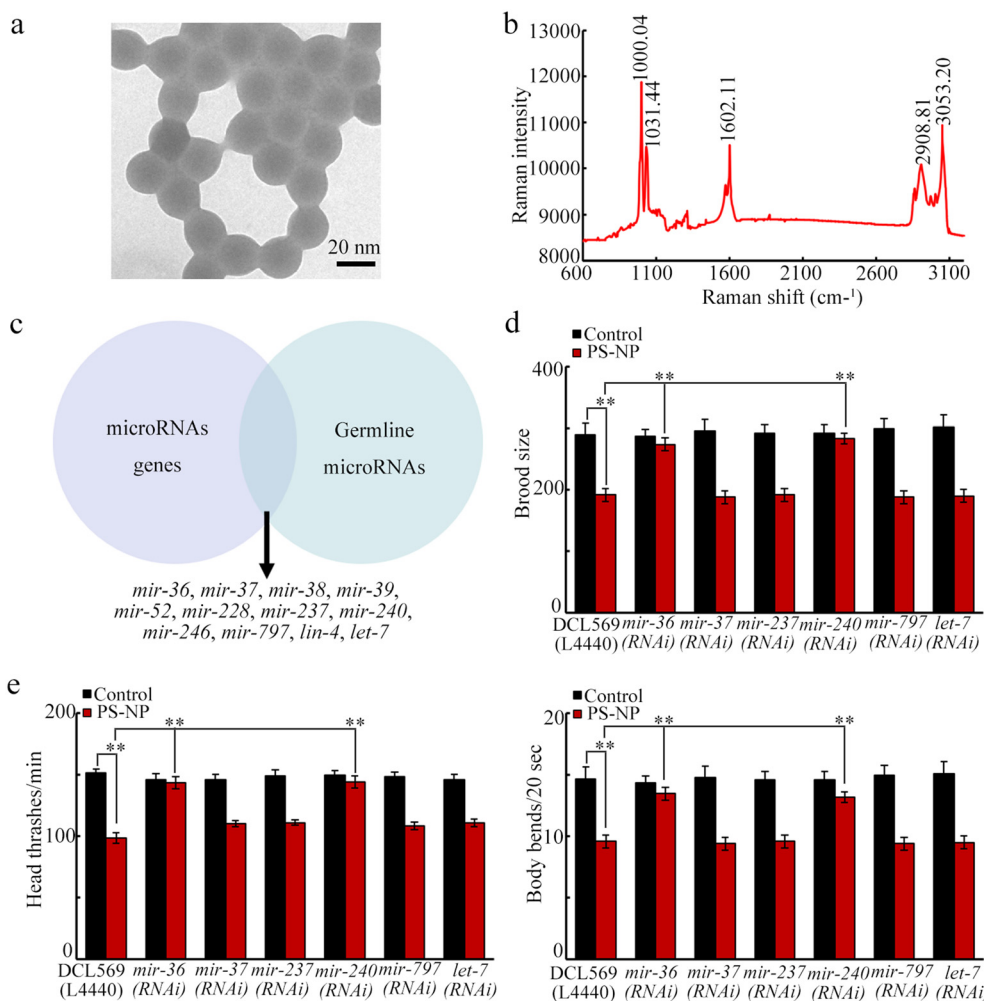 a
20 nm
b
13000
12000
11000
10000
9000
8000
Raman intensity
1000.04
1031.44
1602.11
2908.81
3053.20
600
1100
1600
2100
2600
3100
Raman shift (cm-1)
c
microRNAs
genes
Germline
microRNAs
mir-36, mir-37, mir-38, mir-39,
mir-52, mir-228, mir-237, mir-240,
mir-246, mir-797, lin-4, let-7
d
Control
PS-NP
400
200
0
Brood size
**
**
**
DCL569
(L4440)
mir-36
(RNAi)
mir-37
(RNAi)
mir-237
(RNAi)
mir-240
(RNAi)
mir-797
(RNAi)
let-7
(RNAi)
e
Control
PS-NP
200
100
0
Head thrashes/min
**
**
**
DCL569
(L4440)
mir-36
(RNAi)
mir-37
(RNAi)
mir-237
(RNAi)
mir-240
(RNAi)
mir-797
(RNAi)
let-7
(RNAi)
Control
PS-NP
20
10
0
Body bends/20 sec
**
**
**
DCL569
(L4440)
mir-36
(RNAi)
mir-37
(RNAi)
mir-237
(RNAi)
mir-240
(RNAi)
mir-797
(RNAi)
let-7
(RNAi)